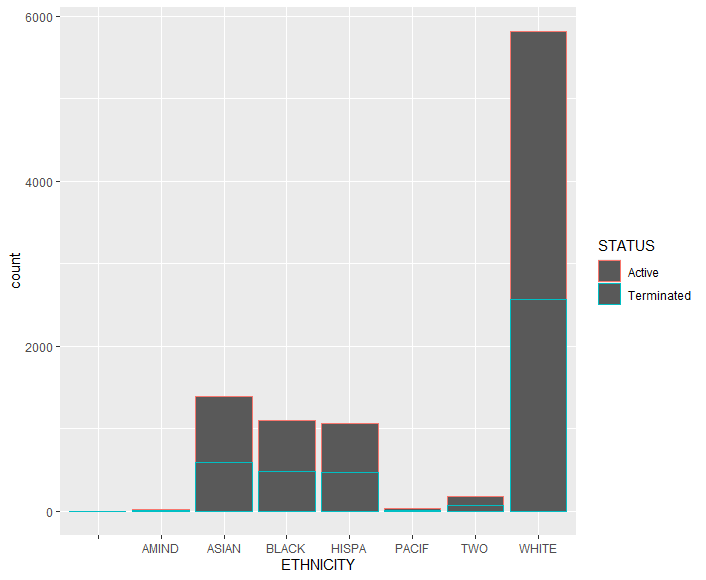 6000
4000
2000
0
count
AMIND ASIAN BLACK HISPA PACIF TWO WHITE
ETHNICITY
STATUS
Active
Terminated